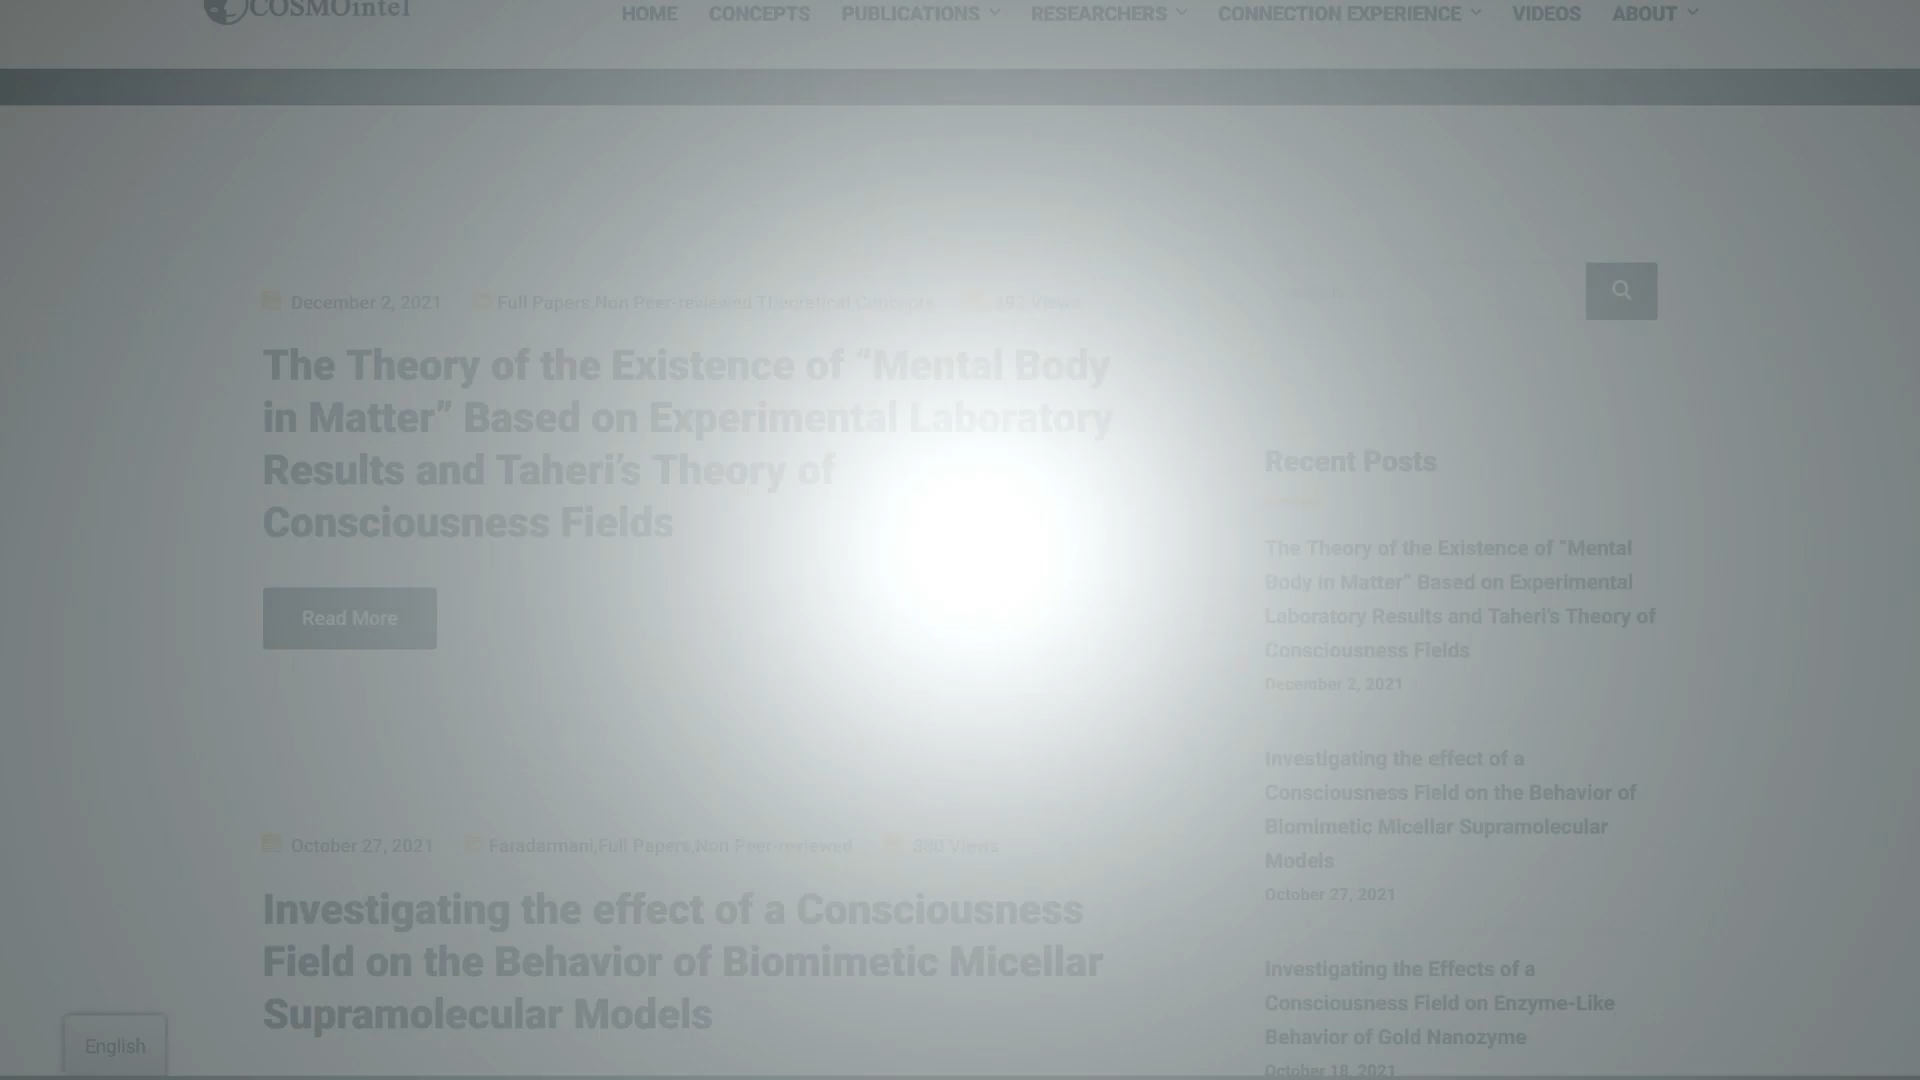 COSMOintel
HOME CONCEPTS PUBLICATIONS RESEARCHERS CONNECTION EXPERIENCE VIDEOS ABOUT
December 2, 2021 Full Papers,Non Peer-reviewed Theoretical Concepts 492 Views
The Theory of the Existence of “Mental Body
in Matter” Based on Experimental Laboratory
Results and Taheri’s Theory of
Consciousness Fields
Read More
October 27, 2021 Faradarmani,Full Papers,Non Peer-reviewed 380 Views
Investigating the effect of a Consciousness
Field on the Behavior of Biomimetic Micellar
Supramolecular Models
Recent Posts
The Theory of the Existence of “Mental
Body in Matter” Based on Experimental
Laboratory Results and Taheri’s Theory of
Consciousness Fields
December 2, 2021
Investigating the effect of a
Consciousness Field on the Behavior of
Biomimetic Micellar Supramolecular
Models
October 27, 2021
Investigating the Effects of a
Consciousness Field on Enzyme-Like
Behavior of Gold Nanozyme
October 18, 2021
English